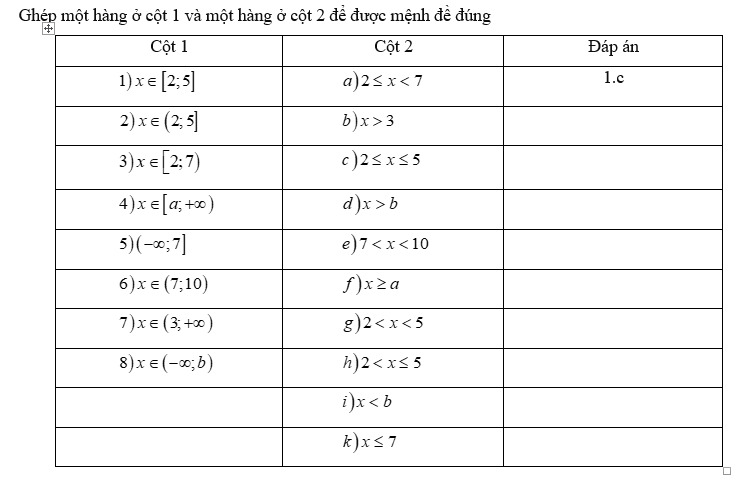 Ghép một hàng ở cột 1 và một hàng ở cột 2 để được mệnh đề đúng
Cột 1 Cột 2 Đáp án
1) x ∈ [2;5] a) 2 ≤ x < 7 1.c
2) x ∈ (2;5] b) x > 3
3) x ∈ [2;7) c) 2 ≤ x ≤ 5
4) x ∈ [a;+∞) d) x > b
5) (−∞;7] e) 7 < x < 10
6) x ∈ (7;10) f) x ≥ a
7) x ∈ (3;+∞) g) 2 < x < 5
8) x ∈ (−∞;b) h) 2 < x ≤ 5
i) x < b
k) x ≤ 7